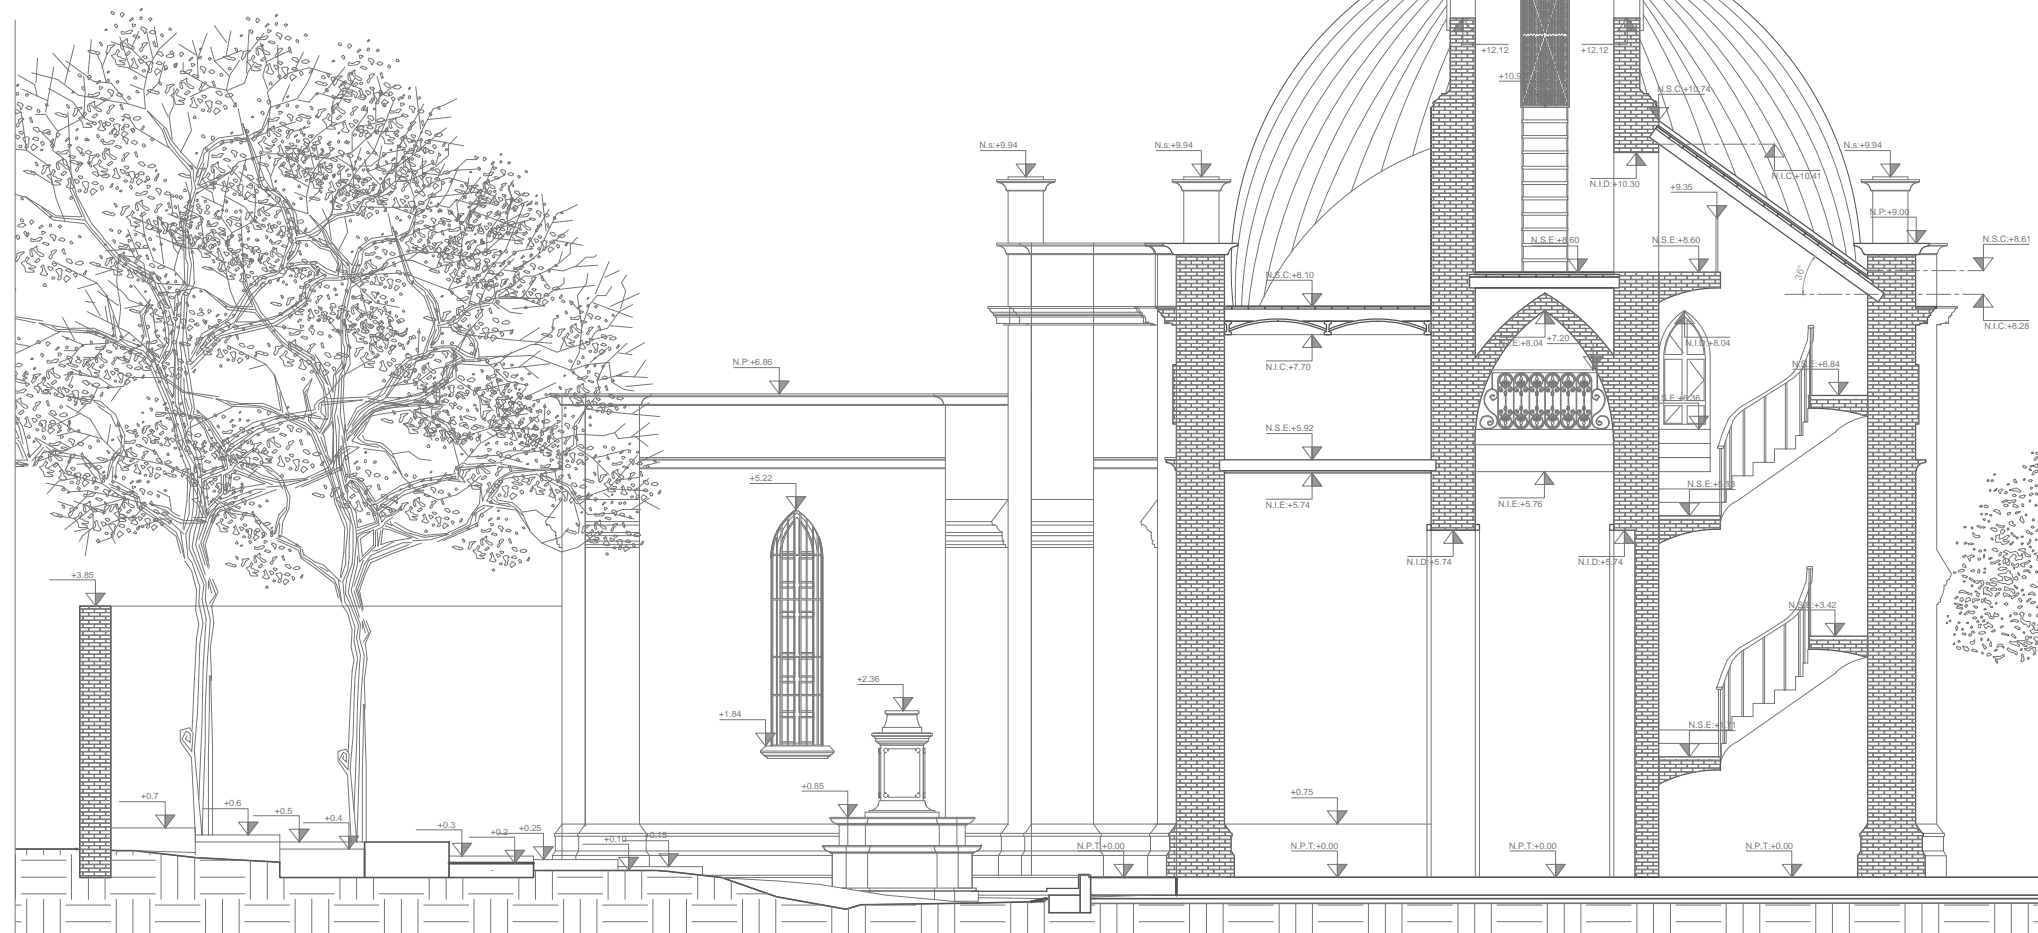 +12.12
+12.12
N.S.C:+10.74
N.s:+9.94
N.s:+9.94
N.s:+9.94
N.I.C:+10.41
N.I.D:+10.30
+9.35
N.P:+9.00
N.S.E:+8.60
N.S.E:+8.60
N.S.C:+8.61
36°
N.S.C:+8.10
N.I.C:+8.28
+7.20
N.I.D:+8.04
N.P:+6.86
N.I.C:+7.70
N.S.E:+6.84
N.S.E:+5.92
+5.22
N.I.E:+5.74
N.I.E:+5.76
N.I.D:+5.74
N.I.D:+5.74
+3.85
N.S.E:+3.42
+2.36
+1.84
+0.85
+0.75
+0.7
+0.6
+0.5
+0.4
+0.3
+0.2
+0.25
+0.10
+0.15
N.P.T:+0.00
N.P.T:+0.00
N.P.T:+0.00
N.P.T:+0.00